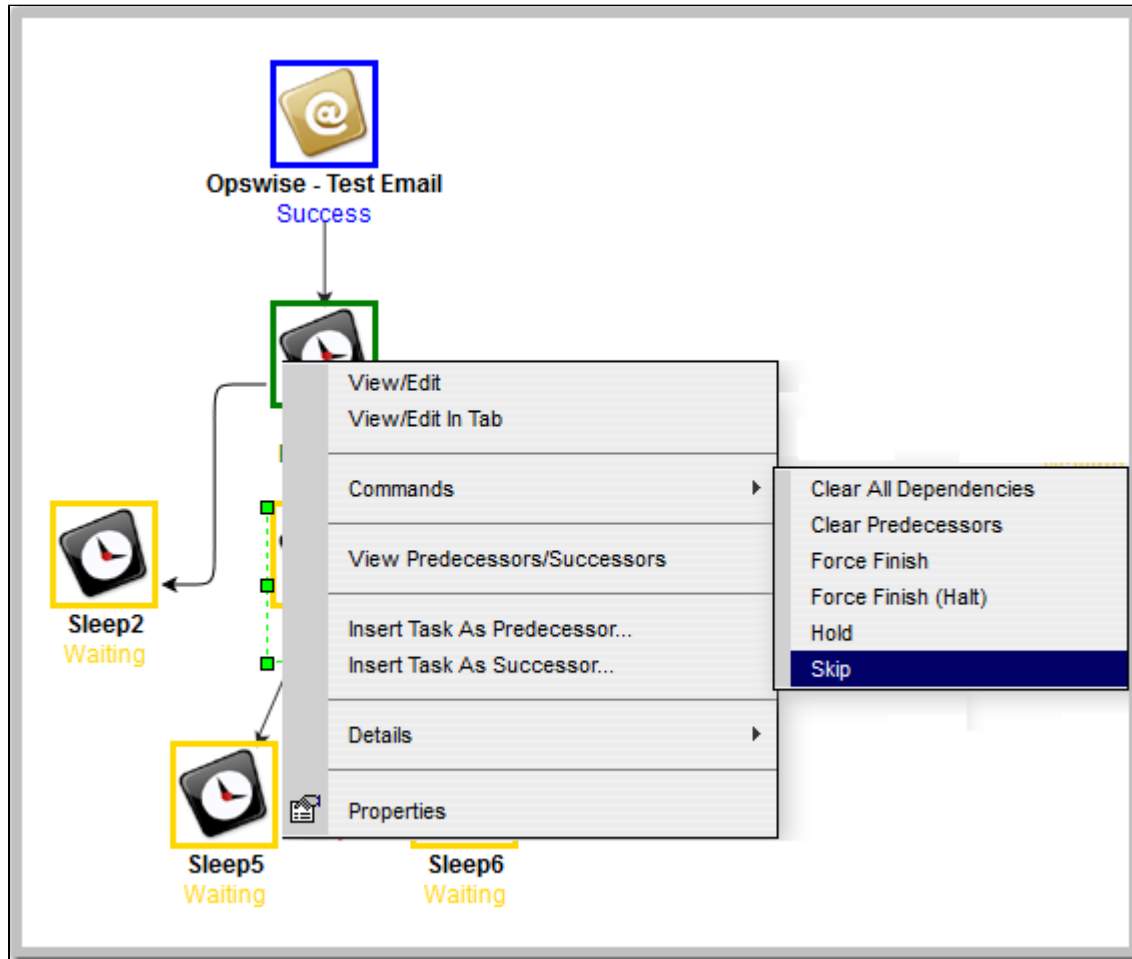 Opswise - Test Email
Success
View/Edit
View/Edit In Tab
Commands
Clear All Dependencies
Clear Predecessors
View Predecessors/Successors
Force Finish
Force Finish (Halt)
Insert Task As Predecessor...
Hold
Insert Task As Successor...
Skip
Sleep2
Waiting
Details
Properties
Sleep5
Waiting
Sleep6
Waiting